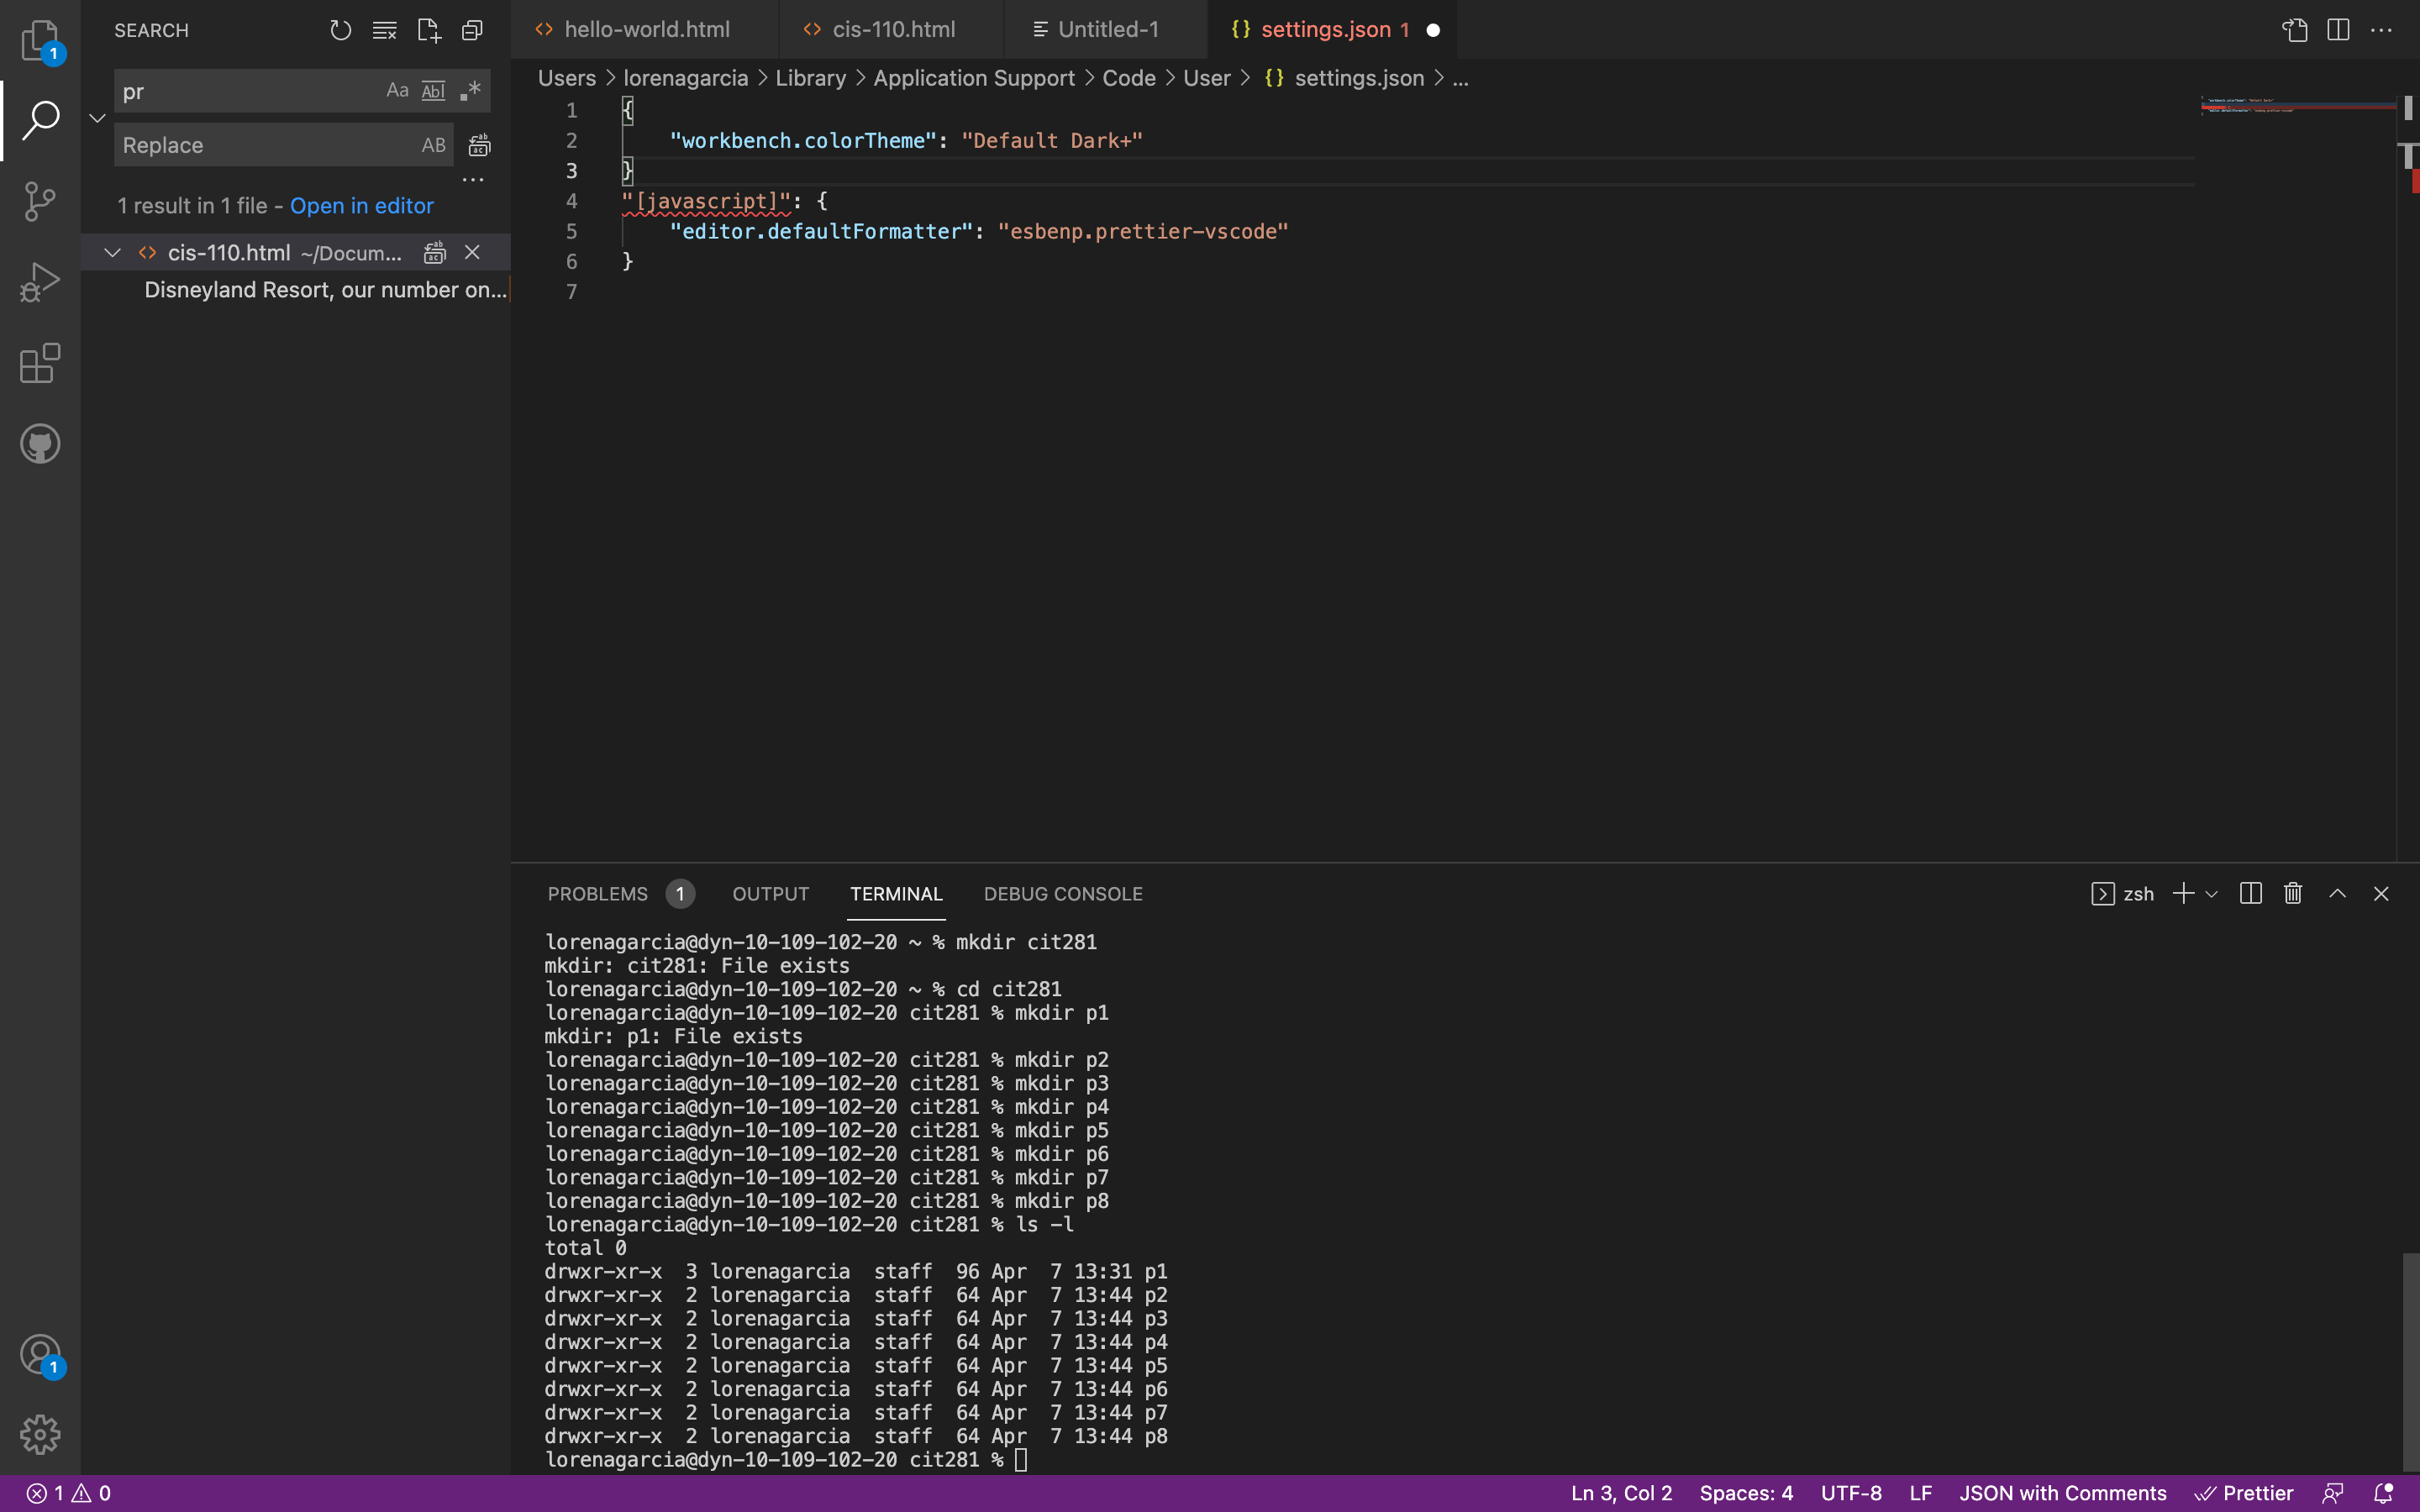 1
SEARCH
pr
Aa
Abl
Replace
AB
1 result in 1 file - Open in editor
cis-110.html ~/Docum...
Disneyland Resort, our number on...
1
hello-world.html
cis-110.html
Untitled-1
{} settings.json 1
Users > lorenagarcia > Library > Application Support > Code > User > {} settings.json > ...
1 {
2 "workbench.colorTheme": "Default Dark+"
3 }
4 "[javascript]": {
5 "editor.defaultFormatter": "esbenp.prettier-vscode"
6 }
7
PROBLEMS 1 OUTPUT TERMINAL DEBUG CONSOLE
zsh
lorenagarcia@dyn-10-109-102-20 ~ % mkdir cit281
mkdir: cit281: File exists
lorenagarcia@dyn-10-109-102-20 ~ % cd cit281
lorenagarcia@dyn-10-109-102-20 cit281 % mkdir p1
mkdir: p1: File exists
lorenagarcia@dyn-10-109-102-20 cit281 % mkdir p2
lorenagarcia@dyn-10-109-102-20 cit281 % mkdir p3
lorenagarcia@dyn-10-109-102-20 cit281 % mkdir p4
lorenagarcia@dyn-10-109-102-20 cit281 % mkdir p5
lorenagarcia@dyn-10-109-102-20 cit281 % mkdir p6
lorenagarcia@dyn-10-109-102-20 cit281 % mkdir p7
lorenagarcia@dyn-10-109-102-20 cit281 % mkdir p8
lorenagarcia@dyn-10-109-102-20 cit281 % ls -l
total 0
drwxr-xr-x 3 lorenagarcia staff 96 Apr 7 13:31 p1
drwxr-xr-x 2 lorenagarcia staff 64 Apr 7 13:44 p2
drwxr-xr-x 2 lorenagarcia staff 64 Apr 7 13:44 p3
drwxr-xr-x 2 lorenagarcia staff 64 Apr 7 13:44 p4
drwxr-xr-x 2 lorenagarcia staff 64 Apr 7 13:44 p5
drwxr-xr-x 2 lorenagarcia staff 64 Apr 7 13:44 p6
drwxr-xr-x 2 lorenagarcia staff 64 Apr 7 13:44 p7
drwxr-xr-x 2 lorenagarcia staff 64 Apr 7 13:44 p8
lorenagarcia@dyn-10-109-102-20 cit281 %
1 0
Ln 3, Col 2 Spaces: 4 UTF-8 LF JSON with Comments Prettier